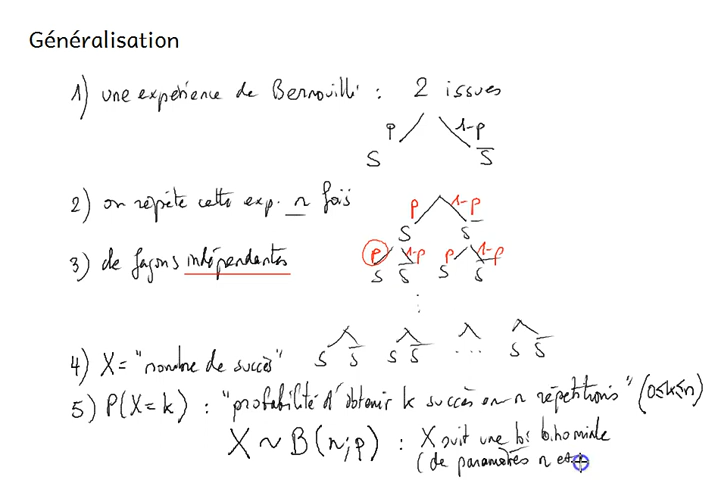 Généralisation
1) une expérience de Bernouilli : 2 issues
p 1-p
S S̅
2) on répète cette exp. n fois
p 1-p
S S̅
3) de façons indépendantes
p 1-p p 1-p
S S̅ S S̅
⋮
S S̅ S S̅ ... S S̅
4) X = "nombre de succès"
5) P(X=k) : "probabilité d'obtenir k succès en n répétitions" (0≤k≤n)
X ~ B(n;p) : X suit une loi binomiale
(de paramètres n et p